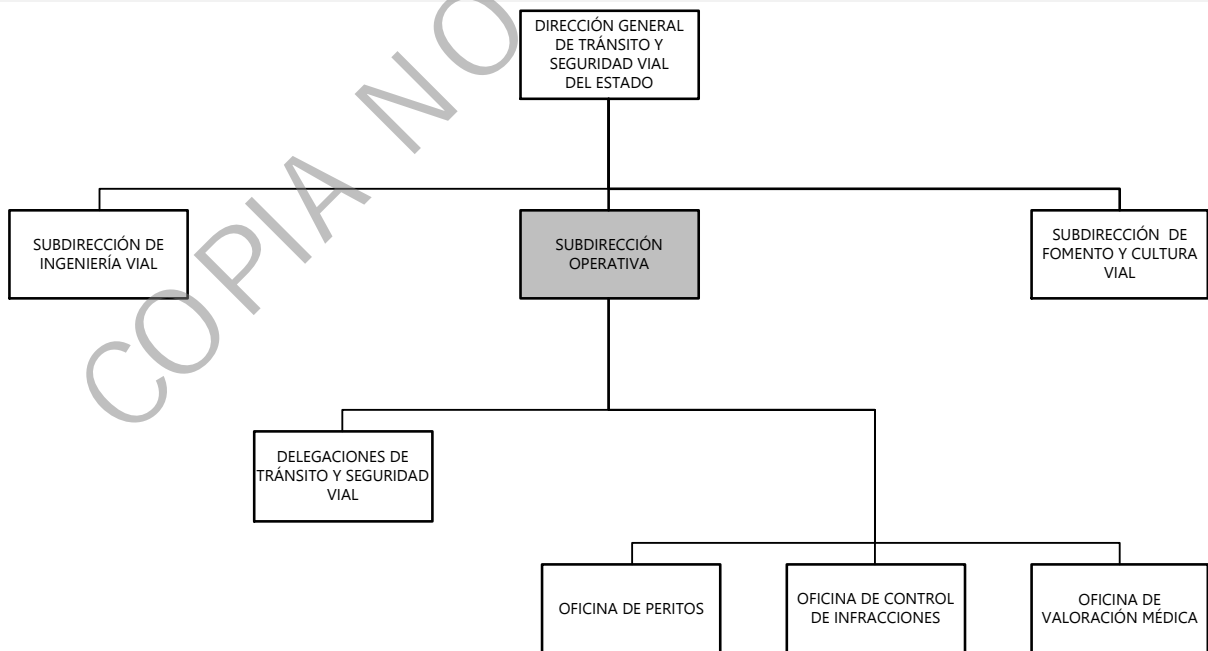 DIRECCIÓN GENERAL
DE TRÁNSITO Y
SEGURIDAD VIAL
DEL ESTADO
SUBDIRECCIÓN DE
INGENIERÍA VIAL
SUBDIRECCIÓN
OPERATIVA
SUBDIRECCIÓN DE
FOMENTO Y CULTURA
VIAL
COPIA NO
DELEGACIONES DE
TRÁNSITO Y SEGURIDAD
VIAL
OFICINA DE PERITOS
OFICINA DE CONTROL
DE INFRACCIONES
OFICINA DE
VALORACIÓN MÉDICA